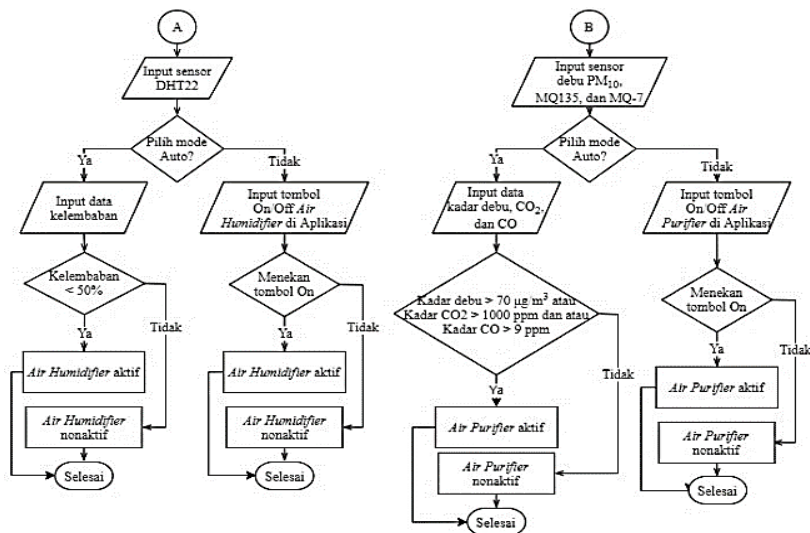 A
Input sensor
DHT22
Pilih mode
Auto?
Ya
Tidak
Input data
kelembaban
Input tombol
On/Off Air
Humidifier di Aplikasi
Kelembaban
< 50%
Menekan
tombol On
Ya
Tidak
Ya
Tidak
Air Humidifier aktif
Air Humidifier aktif
Air Humidifier
nonaktif
Air Humidifier
nonaktif
Selesai
Selesai
B
Input sensor
debu PM10,
MQ135, dan MQ-7
Pilih mode
Auto?
Ya
Tidak
Input data
kadar debu, CO2,
dan CO
Input tombol
On/Off Air
Purifier di Aplikasi
Kadar debu > 70 µg/m³ atau
Kadar CO2 > 1000 ppm dan atau
Kadar CO > 9 ppm
Menekan
tombol On
Ya
Tidak
Ya
Tidak
Air Purifier aktif
Air Purifier aktif
Air Purifier
nonaktif
Air Purifier
nonaktif
Selesai
Selesai